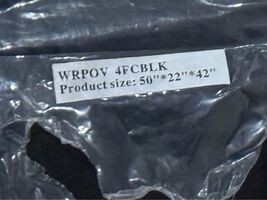 WRPOV 4FCBLK
Product size: 50"*22"*42"